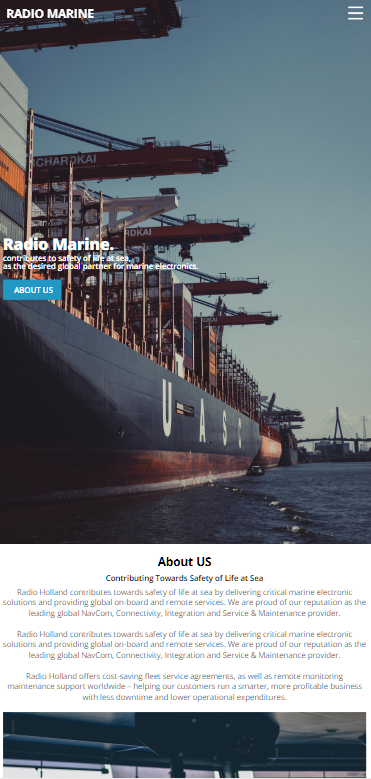 RADIO MARINE
Radio Marine.
contributes to safety of life at sea,
as the desired global partner for marine electronics.
ABOUT US
U A S C
About US
Contributing Towards Safety of Life at Sea
Radio Holland contributes towards safety of life at sea by delivering critical marine electronic
solutions and providing global on-board and remote services. We are proud of our reputation as the
leading global NavCom, Connectivity, Integration and Service & Maintenance provider.
Radio Holland contributes towards safety of life at sea by delivering critical marine electronic
solutions and providing global on-board and remote services. We are proud of our reputation as the
leading global NavCom, Connectivity, Integration and Service & Maintenance provider.
Radio Holland offers cost-saving fleet service agreements, as well as remote monitoring
maintenance support worldwide – helping our customers run a smarter, more profitable business
with less downtime and lower operational expenditures.